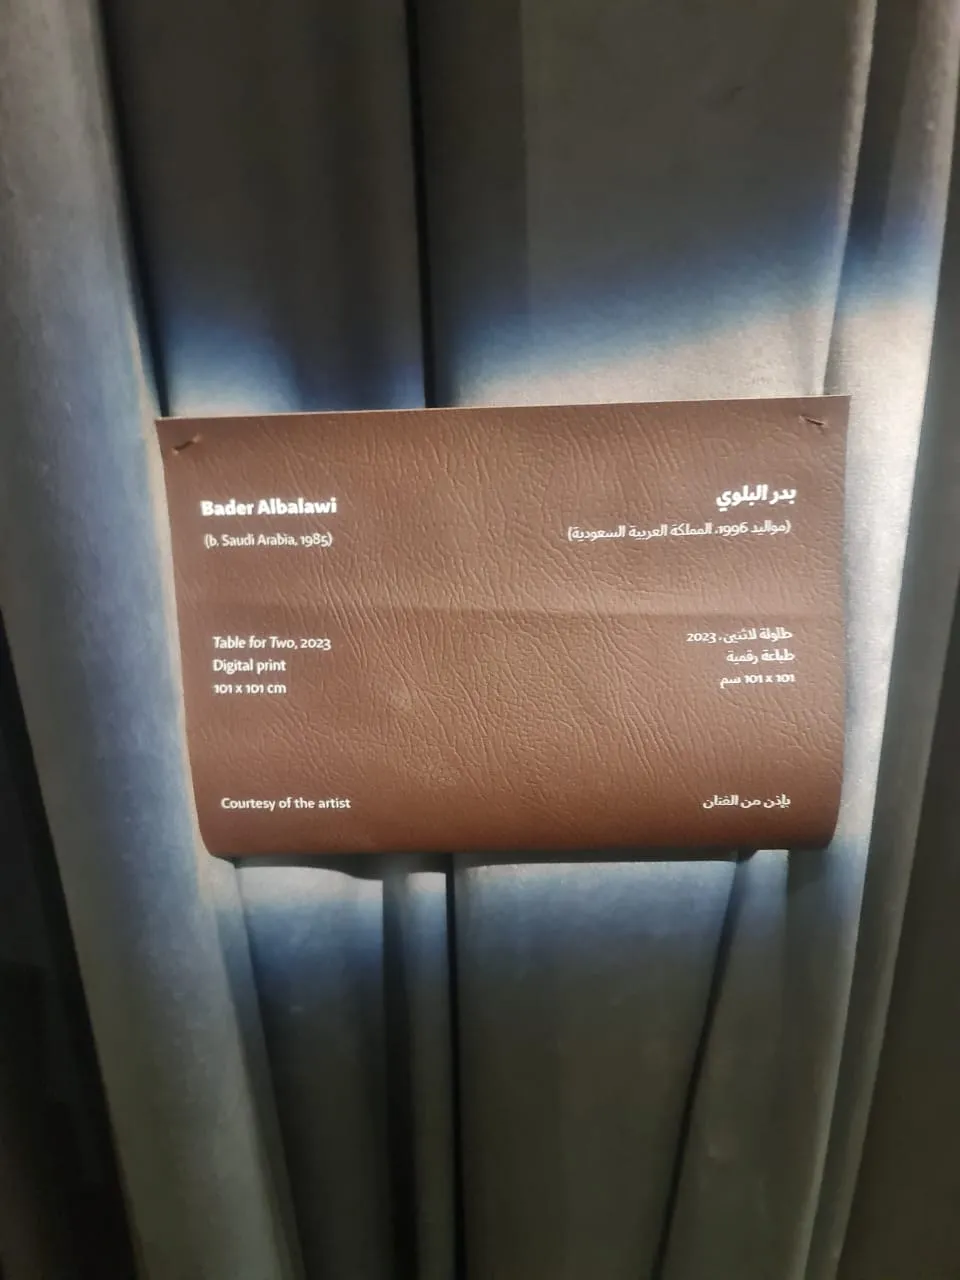 Bader Albalawi
(b. Saudi Arabia, 1985)
Table for Two, 2023
Digital print
101 x 101 cm
Courtesy of the artist
بدر البلوي
(مواليد 1996، المملكة العربية السعودية)
طاولة لاثنين، 2023
طباعة رقمية
101 x 101 سم
بإذن من الفنان